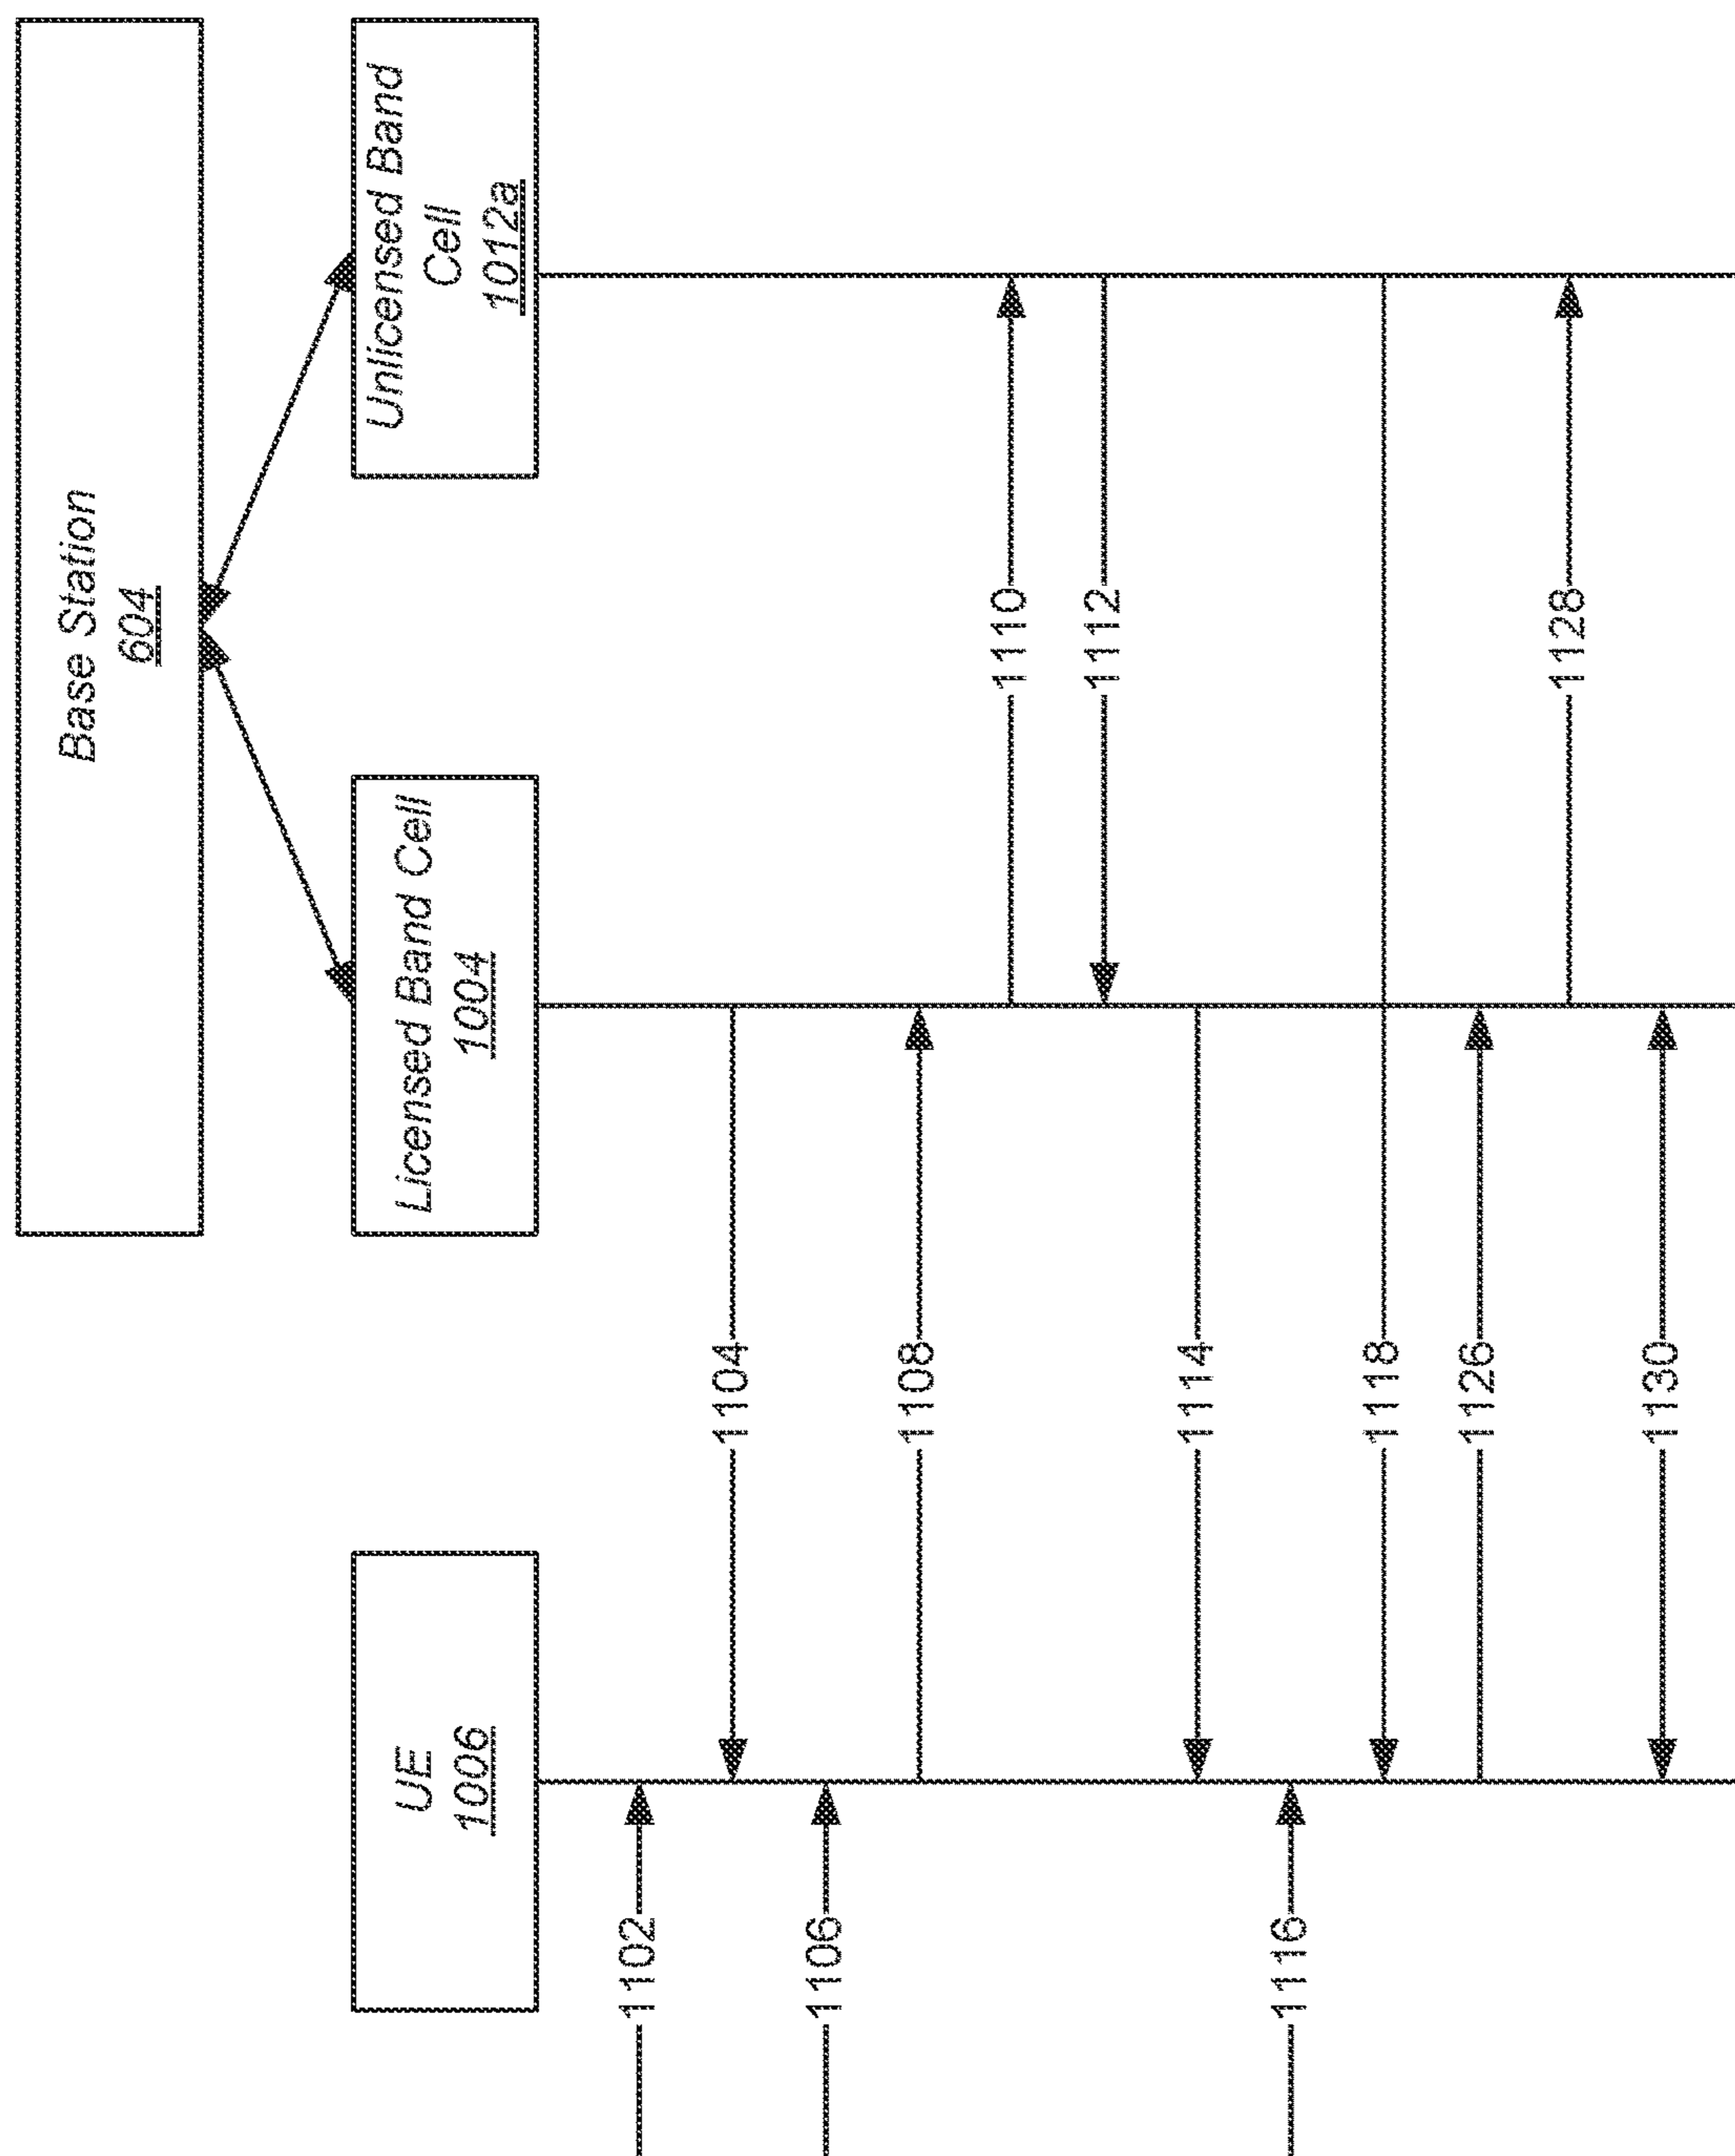 Base Station
604
UE
1006
Licensed Band Cell
1004
Unlicensed Band
Cell
1012a
1102
1104
1106
1108
1110
1112
1114
1116
1118
1126
1128
1130